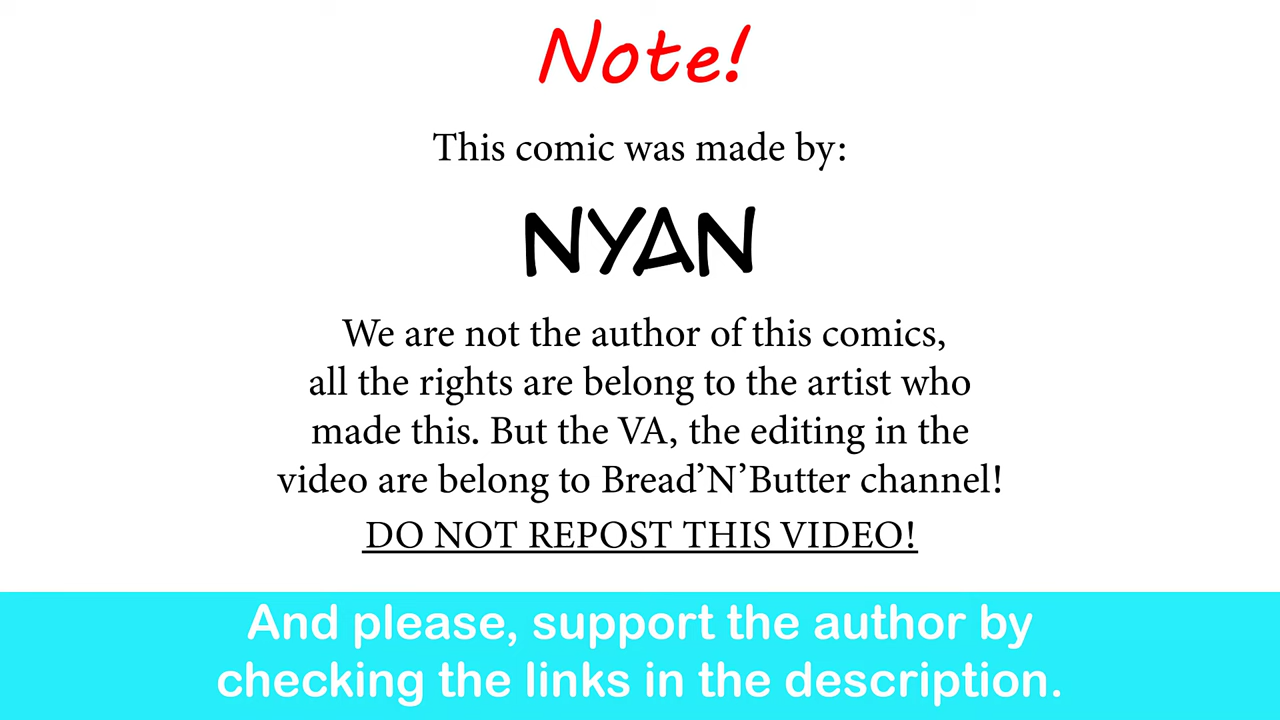 Note!
This comic was made by:
NYAN
We are not the author of this comics,
all the rights are belong to the artist who
made this. But the VA, the editing in the
video are belong to Bread’N’Butter channel!
DO NOT REPOST THIS VIDEO!
And please, support the author by
checking the links in the description.